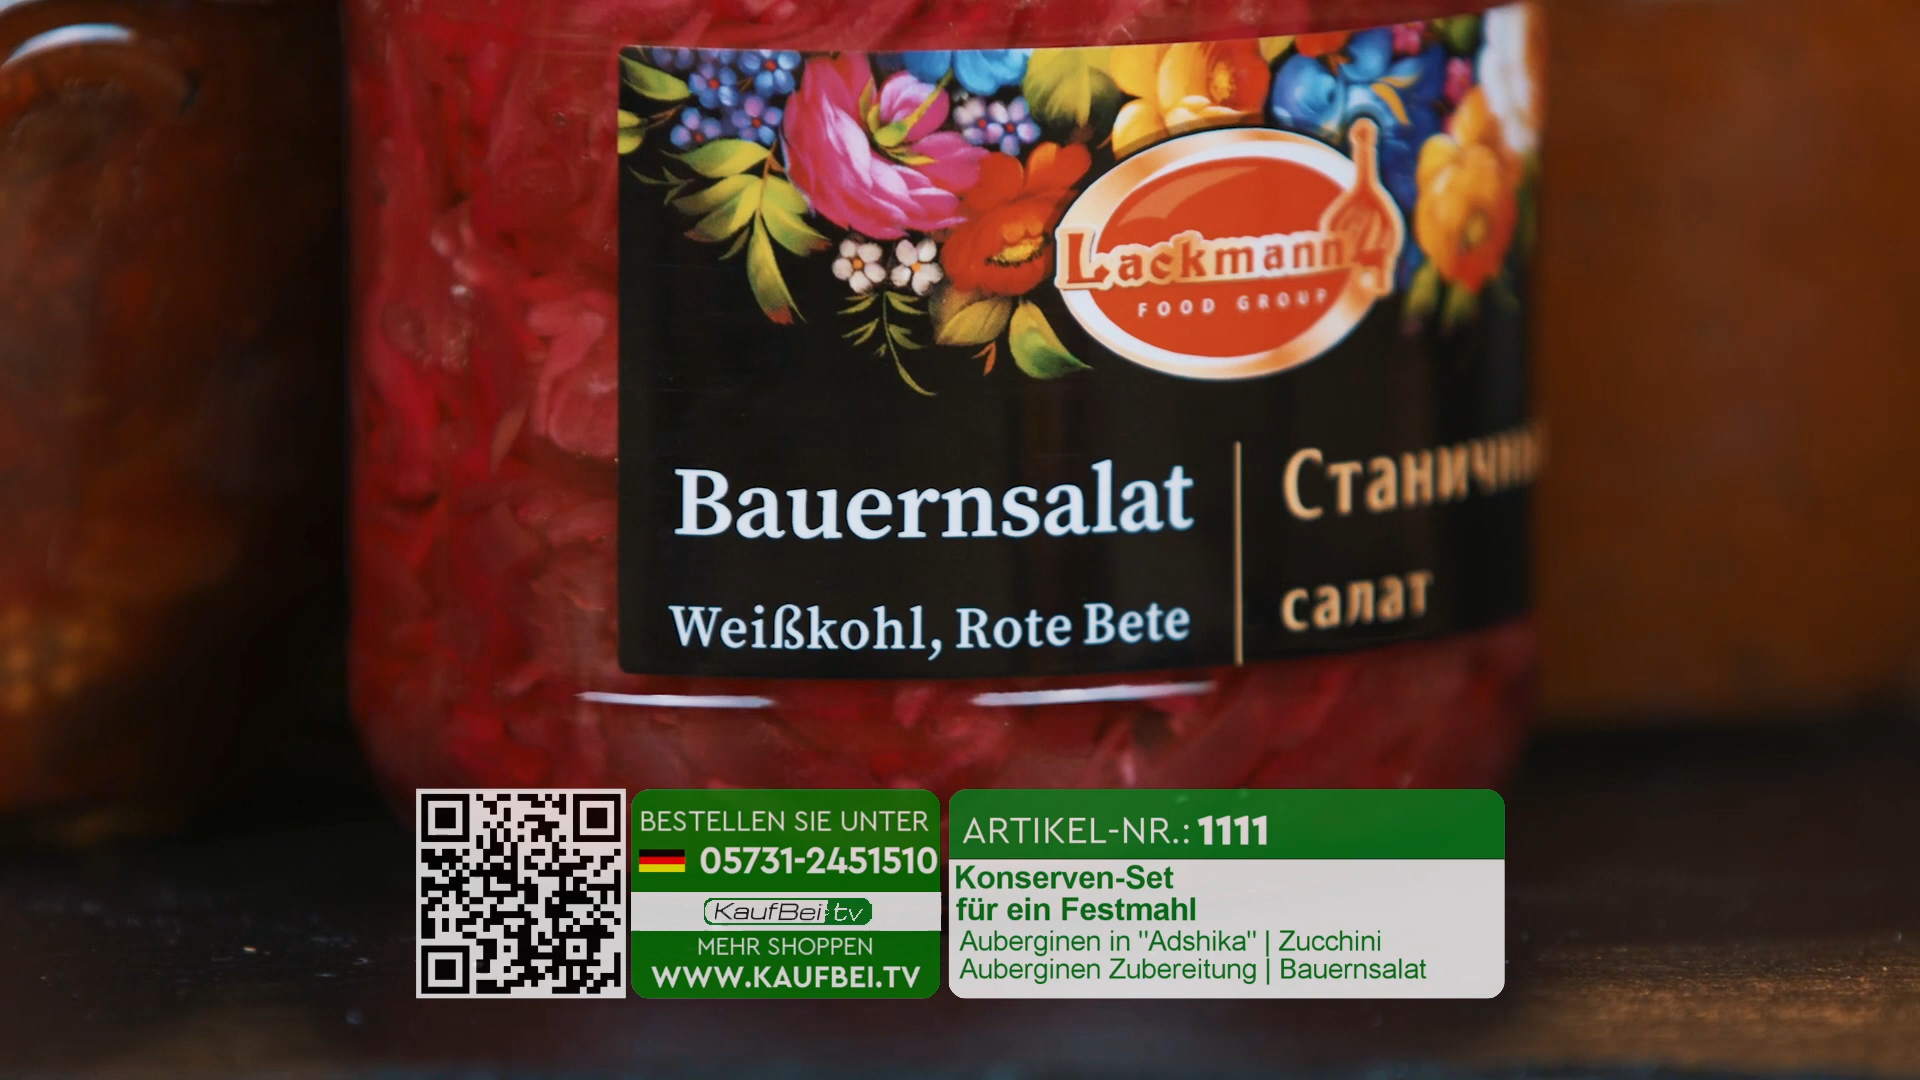 Lackmann
FOOD GROUP
Bauernsalat
Weißkohl, Rote Bete
салат
BESTELLEN SIE UNTER
05731-2451510
KaufBei tv
MEHR SHOPPEN
WWW.KAUFBEI.TV
ARTIKEL-NR.: 1111
Konserven-Set
für ein Festmahl
Auberginen in "Adshika" | Zucchini
Auberginen Zubereitung | Bauernsalat